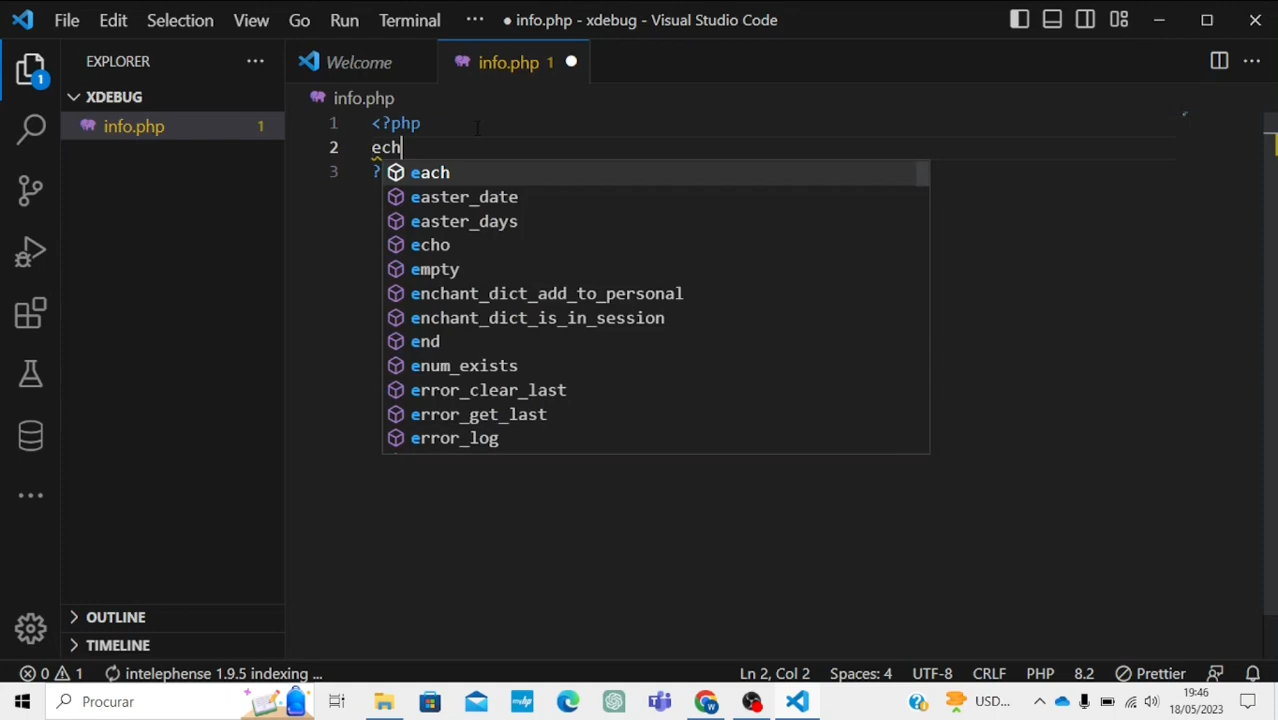 File Edit Selection View Go Run Terminal ··· ● info.php - xdebug - Visual Studio Code
EXPLORER ··· Welcome info.php 1 ●
XDEBUG info.php
info.php 1
1 <?php
2 ech
3 ?
each
easter_date
easter_days
echo
empty
enchant_dict_add_to_personal
enchant_dict_is_in_session
end
enum_exists
error_clear_last
error_get_last
error_log
1
OUTLINE
TIMELINE
0 1 intelephense 1.9.5 indexing ... Ln 2, Col 2 Spaces: 4 UTF-8 CRLF PHP 8.2 Prettier
Procurar USD... 19:46
18/05/2023